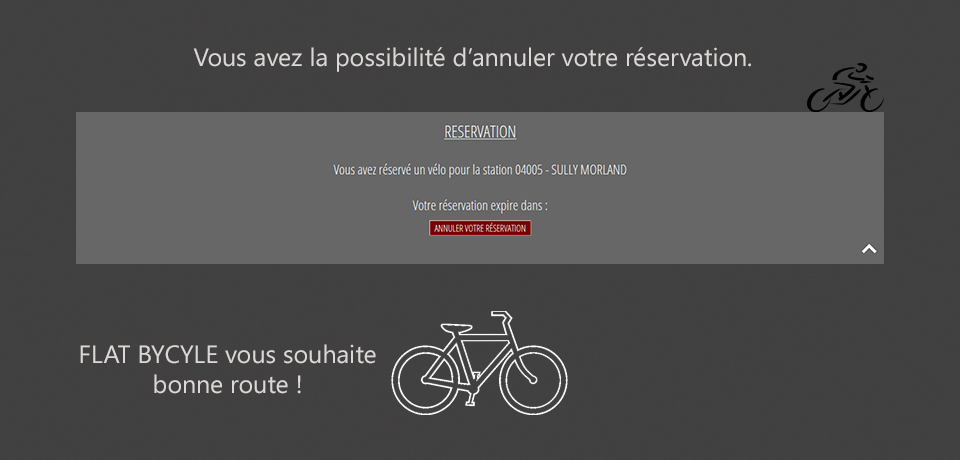 Vous avez la possibilité d’annuler votre réservation.
RESERVATION
Vous avez réservé un vélo pour la station 04005 - SULLY MORLAND
Votre réservation expire dans :
ANNULER VOTRE RÉSERVATION
FLAT BYCYLE vous souhaite
bonne route !